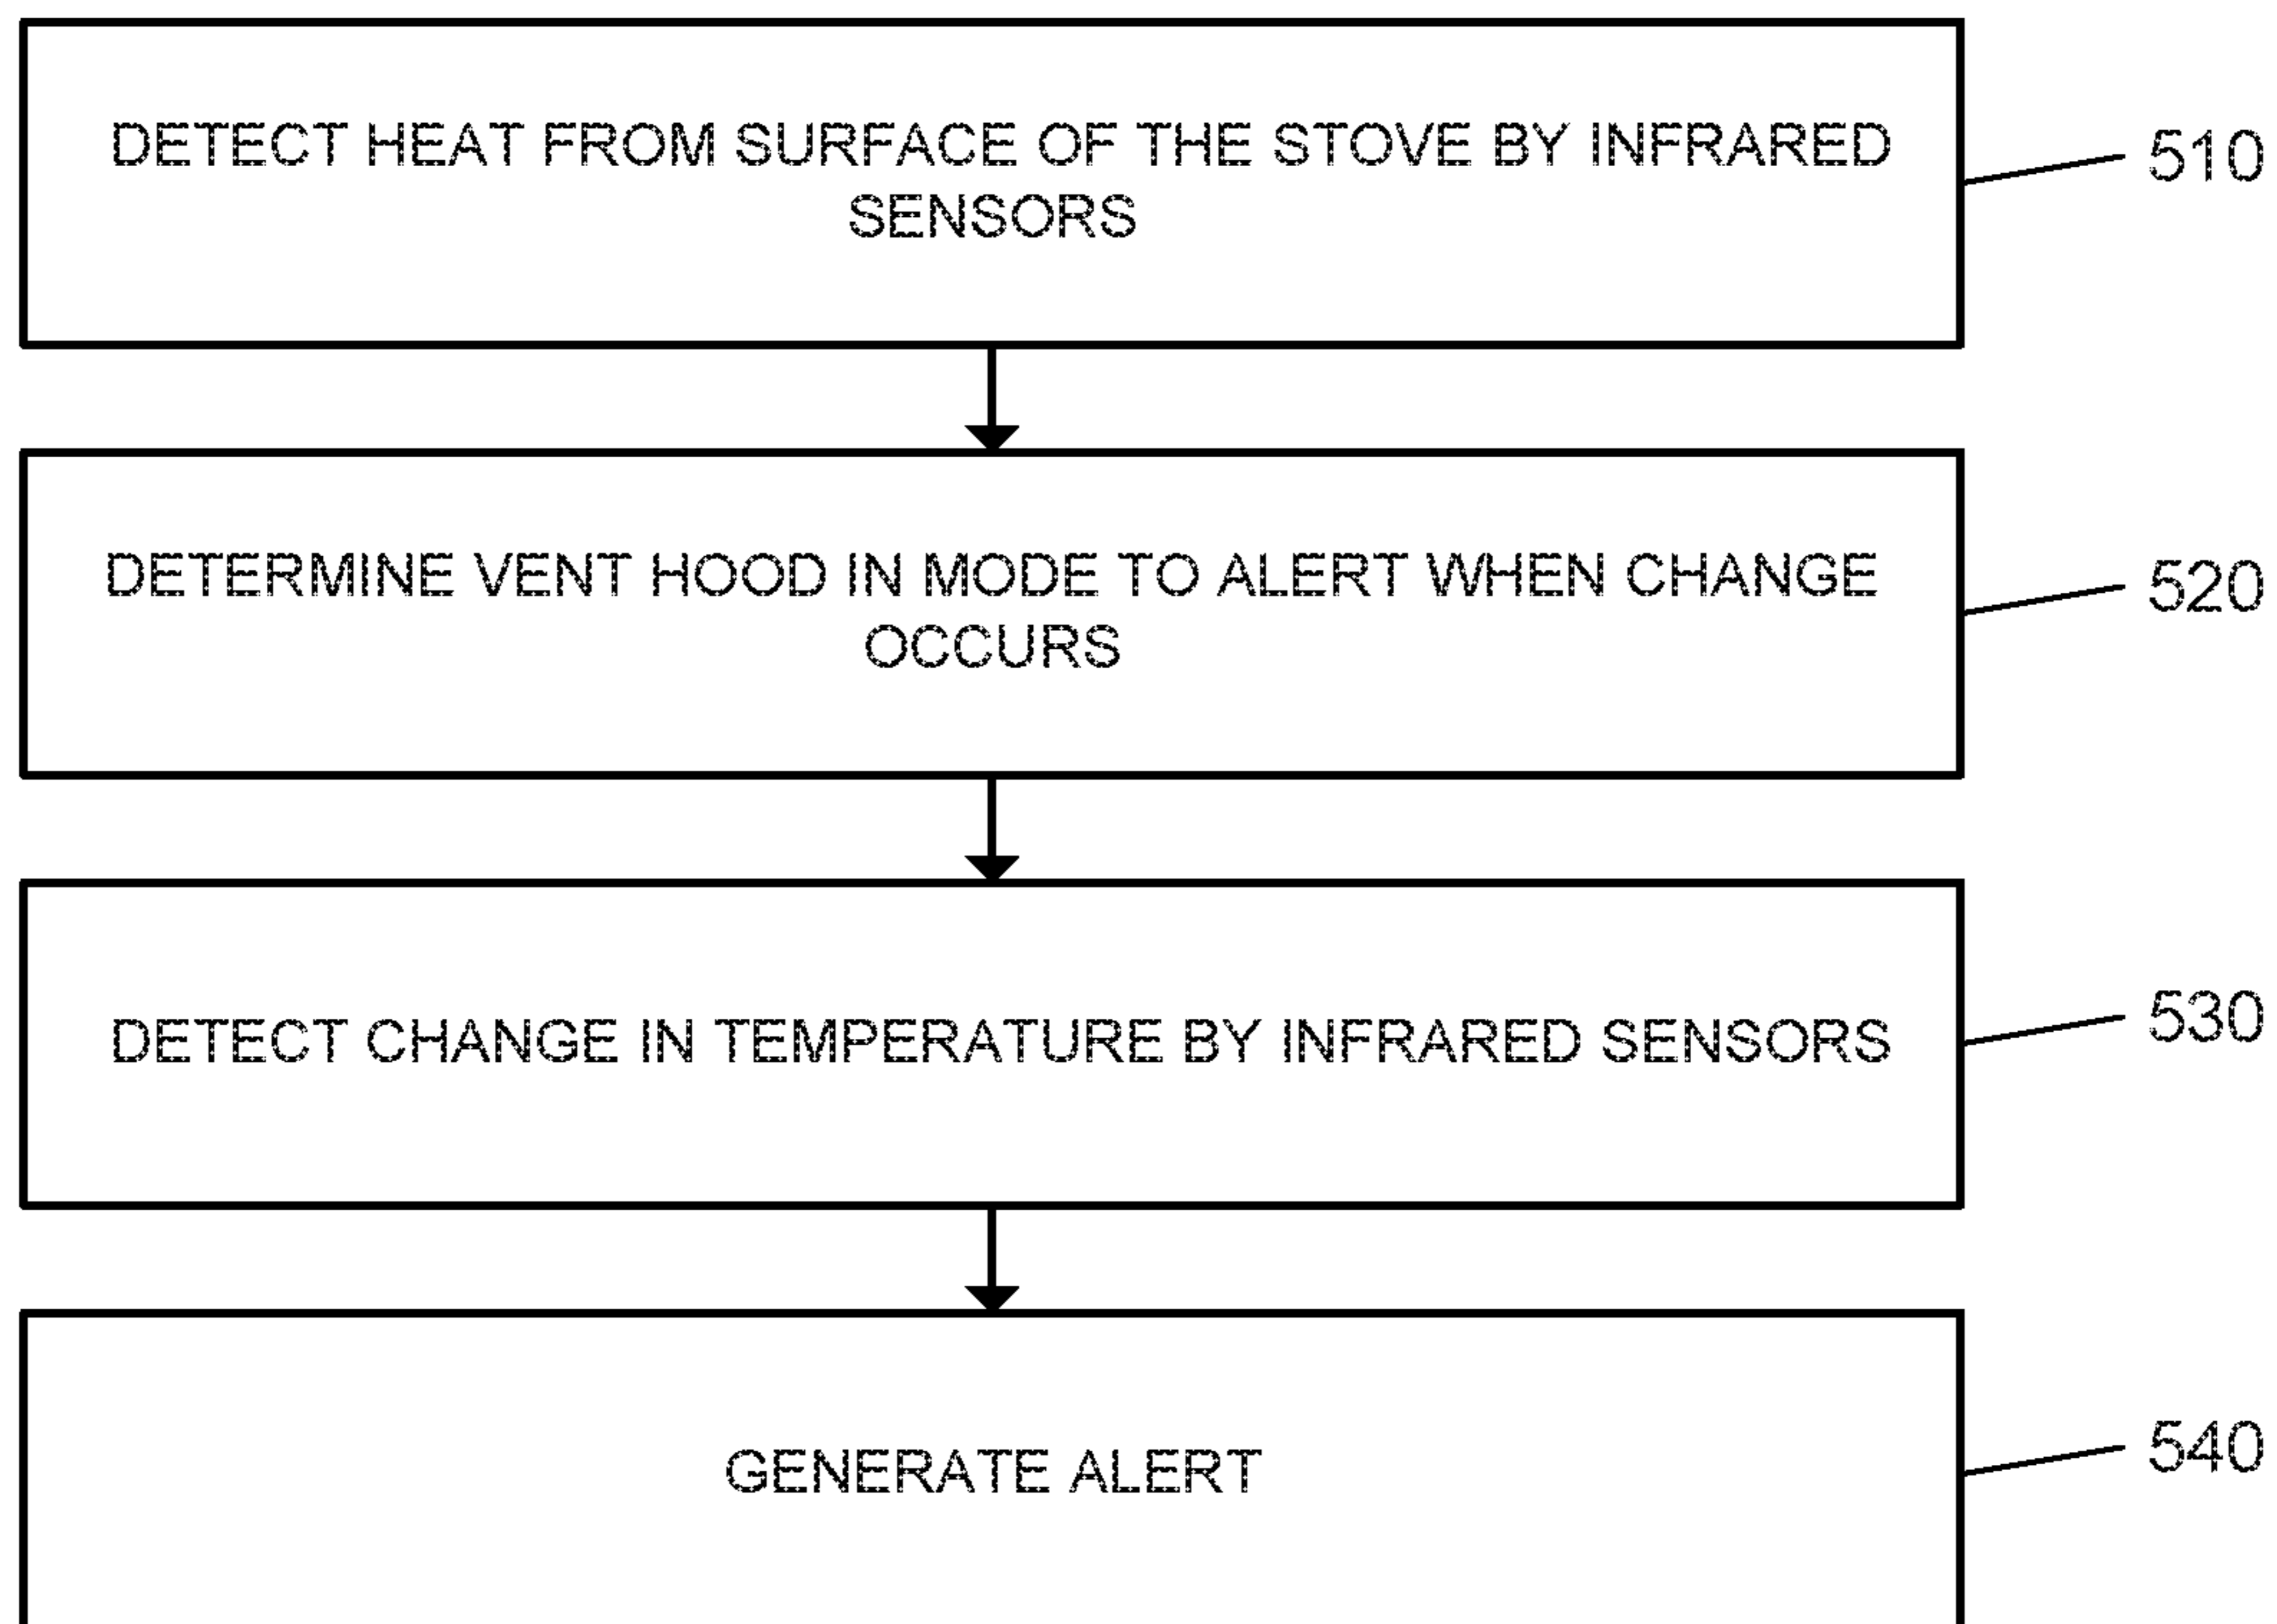 DETECT HEAT FROM SURFACE OF THE STOVE BY INFRARED
SENSORS
510
DETERMINE VENT HOOD IN MODE TO ALERT WHEN CHANGE
OCCURS
520
DETECT CHANGE IN TEMPERATURE BY INFRARED SENSORS
530
GENERATE ALERT
540